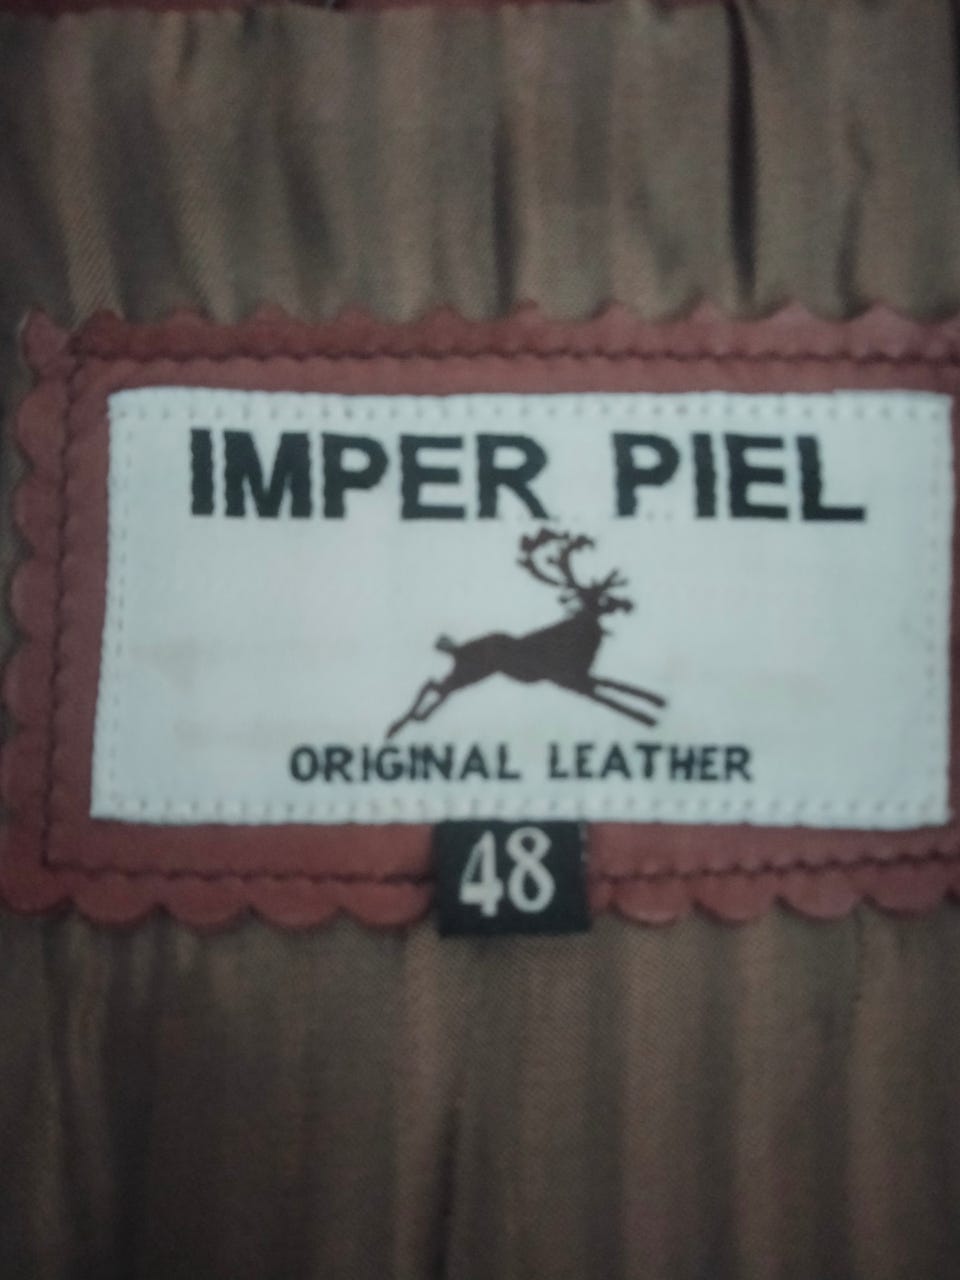 IMPER PIEL
ORIGINAL LEATHER
48